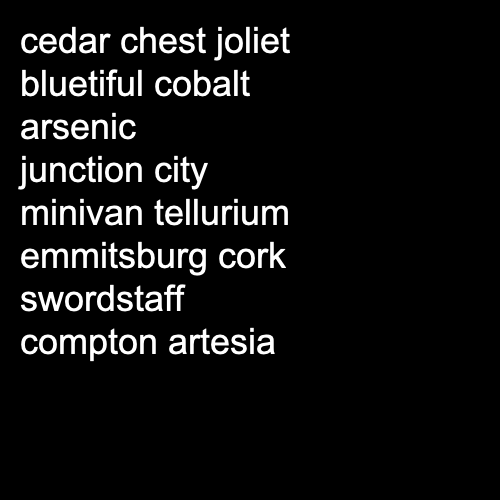 cedar chest joliet
bluetiful cobalt
arsenic
junction city
minivan tellurium
emmitsburg cork
swordstaff
compton artesia